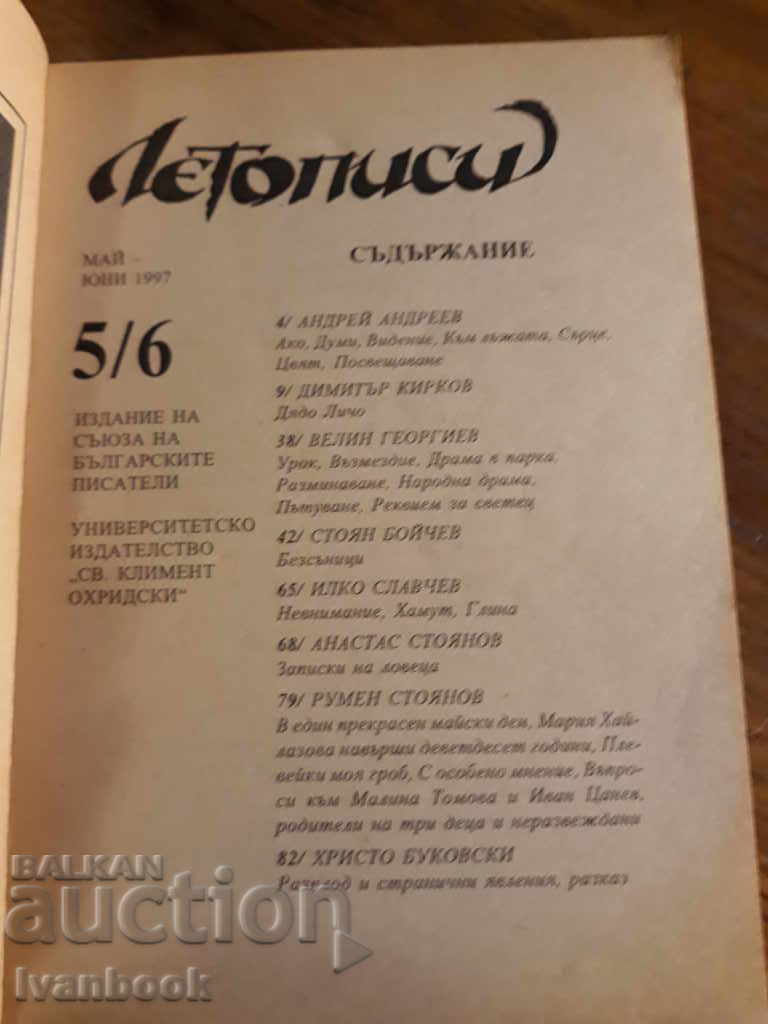 Летописи
МАЙ -
ЮНИ 1997
5/6
ИЗДАНИЕ НА
СЪЮЗА НА
БЪЛГАРСКИТЕ
ПИСАТЕЛИ
УНИВЕРСИТЕТСКО
ИЗДАТЕЛСТВО
„СВ. КЛИМЕНТ
ОХРИДСКИ“
СЪДЪРЖАНИЕ
4/ АНДРЕЙ АНДРЕЕВ
Ако, Думи, Видение, Към лъжата, Сърце,
Цвят, Посвещаване
9/ ДИМИТЪР КИРКОВ
Дядо Личо
38/ ВЕЛИН ГЕОРГИЕВ
Урок, Възмездие, Драма в парка,
Разминаване, Народна драма,
Пътуване, Реквием за светец
42/ СТОЯН БОЙЧЕВ
Безсъници
65/ ИЛКО СЛАВЧЕВ
Невнимание, Хамут, Глина
68/ АНАСТАС СТОЯНОВ
Записки на ловеца
79/ РУМЕН СТОЯНОВ
В един прекрасен майски ден, Мария Хай-
лазова навърши деветдесет години, Пле-
вейки моя гроб, С особено мнение, Въпро-
си към Малина Томова и Иван Цанев,
родители на три деца и неразвеждани
82/ ХРИСТО БУКОВСКИ
и странични явления, разказ
BALKAN
auction
Ivanbook